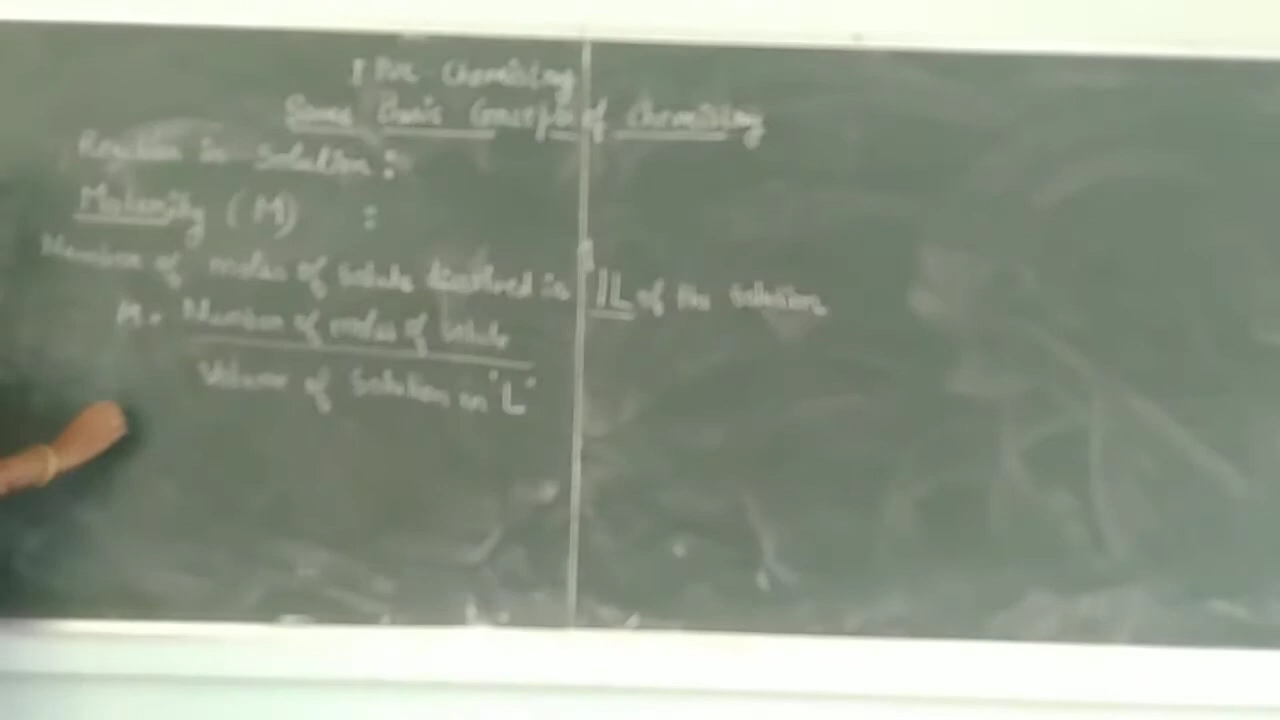 I PUC Chemistry
Some Basic Concepts of Chemistry
Reaction in Solution :
Molarity (M) :
Number of moles of solute dissolved in 1L of the solution
M = Number of moles of solute
Volume of solution in "L"